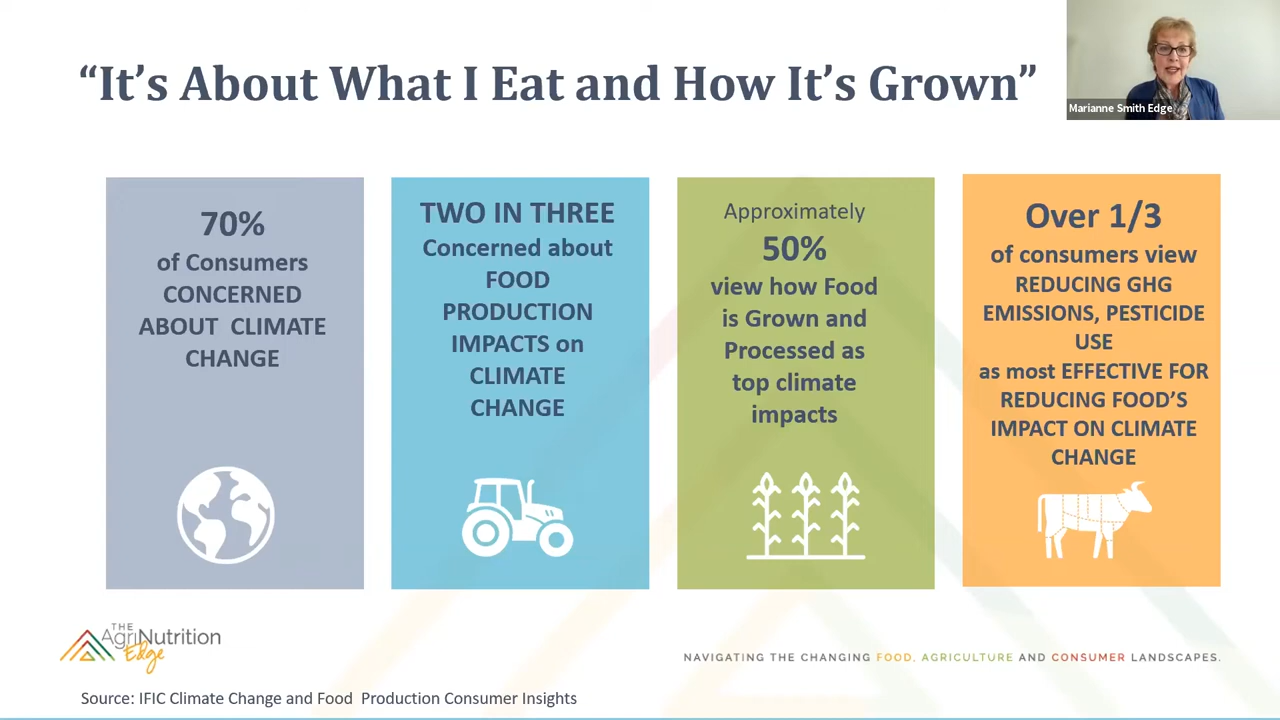 “It’s About What I Eat and How It’s Grown”
Marianne Smith Edge
70%
of Consumers
CONCERNED
ABOUT CLIMATE
CHANGE
TWO IN THREE
Concerned about
FOOD
PRODUCTION
IMPACTS on
CLIMATE
CHANGE
Approximately
50%
view how Food
is Grown and
Processed as
top climate
impacts
Over 1/3
of consumers view
REDUCING GHG
EMISSIONS, PESTICIDE
USE
as most EFFECTIVE FOR
REDUCING FOOD’S
IMPACT ON CLIMATE
CHANGE
THE
AgriNutrition
Edge
NAVIGATING THE CHANGING FOOD, AGRICULTURE AND CONSUMER LANDSCAPES.
Source: IFIC Climate Change and Food Production Consumer Insights